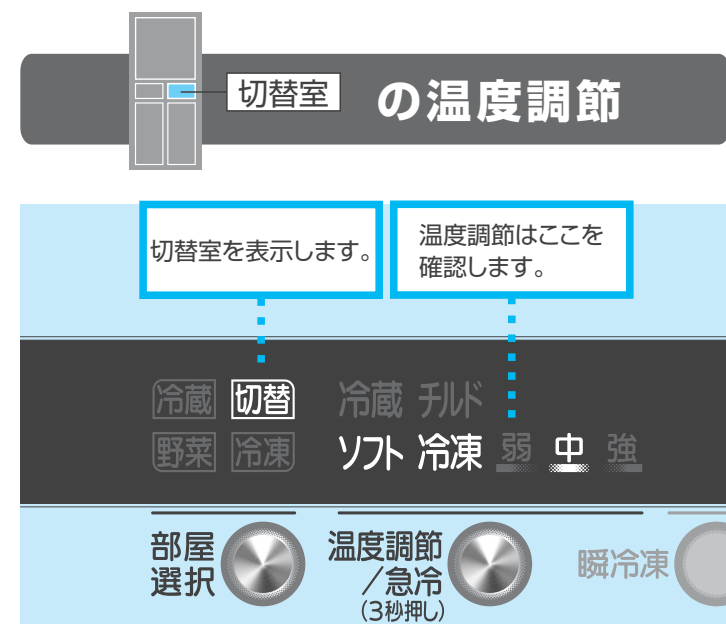 切替室 の温度調節
切替室を表示します。
温度調節はここを
確認します。
冷蔵 切替 冷蔵 チルド
野菜 冷凍 ソフト 冷凍 弱 中 強
部屋
選択
温度調節
／急冷
（3秒押し）
瞬冷凍